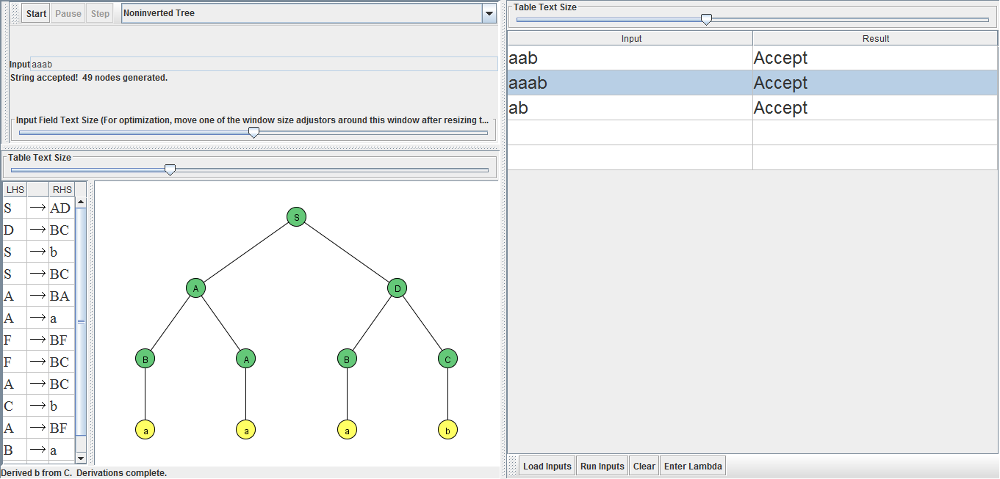 Start Pause Step Noninverted Tree
Input aaab
String accepted!  49 nodes generated.
Input Field Text Size (For optimization, move one of the window size adjustors around this window after resizing t...
Table Text Size
LHS RHS
S → AD
D → BC
S → b
S → BC
A → BA
A → a
F → BF
F → BC
A → BC
C → b
A → BF
B → a
S
A D
B A B C
a a a b
Derived b from C.  Derivations complete.
Table Text Size
Input Result
aab Accept
aaab Accept
ab Accept
Load Inputs Run Inputs Clear Enter Lambda